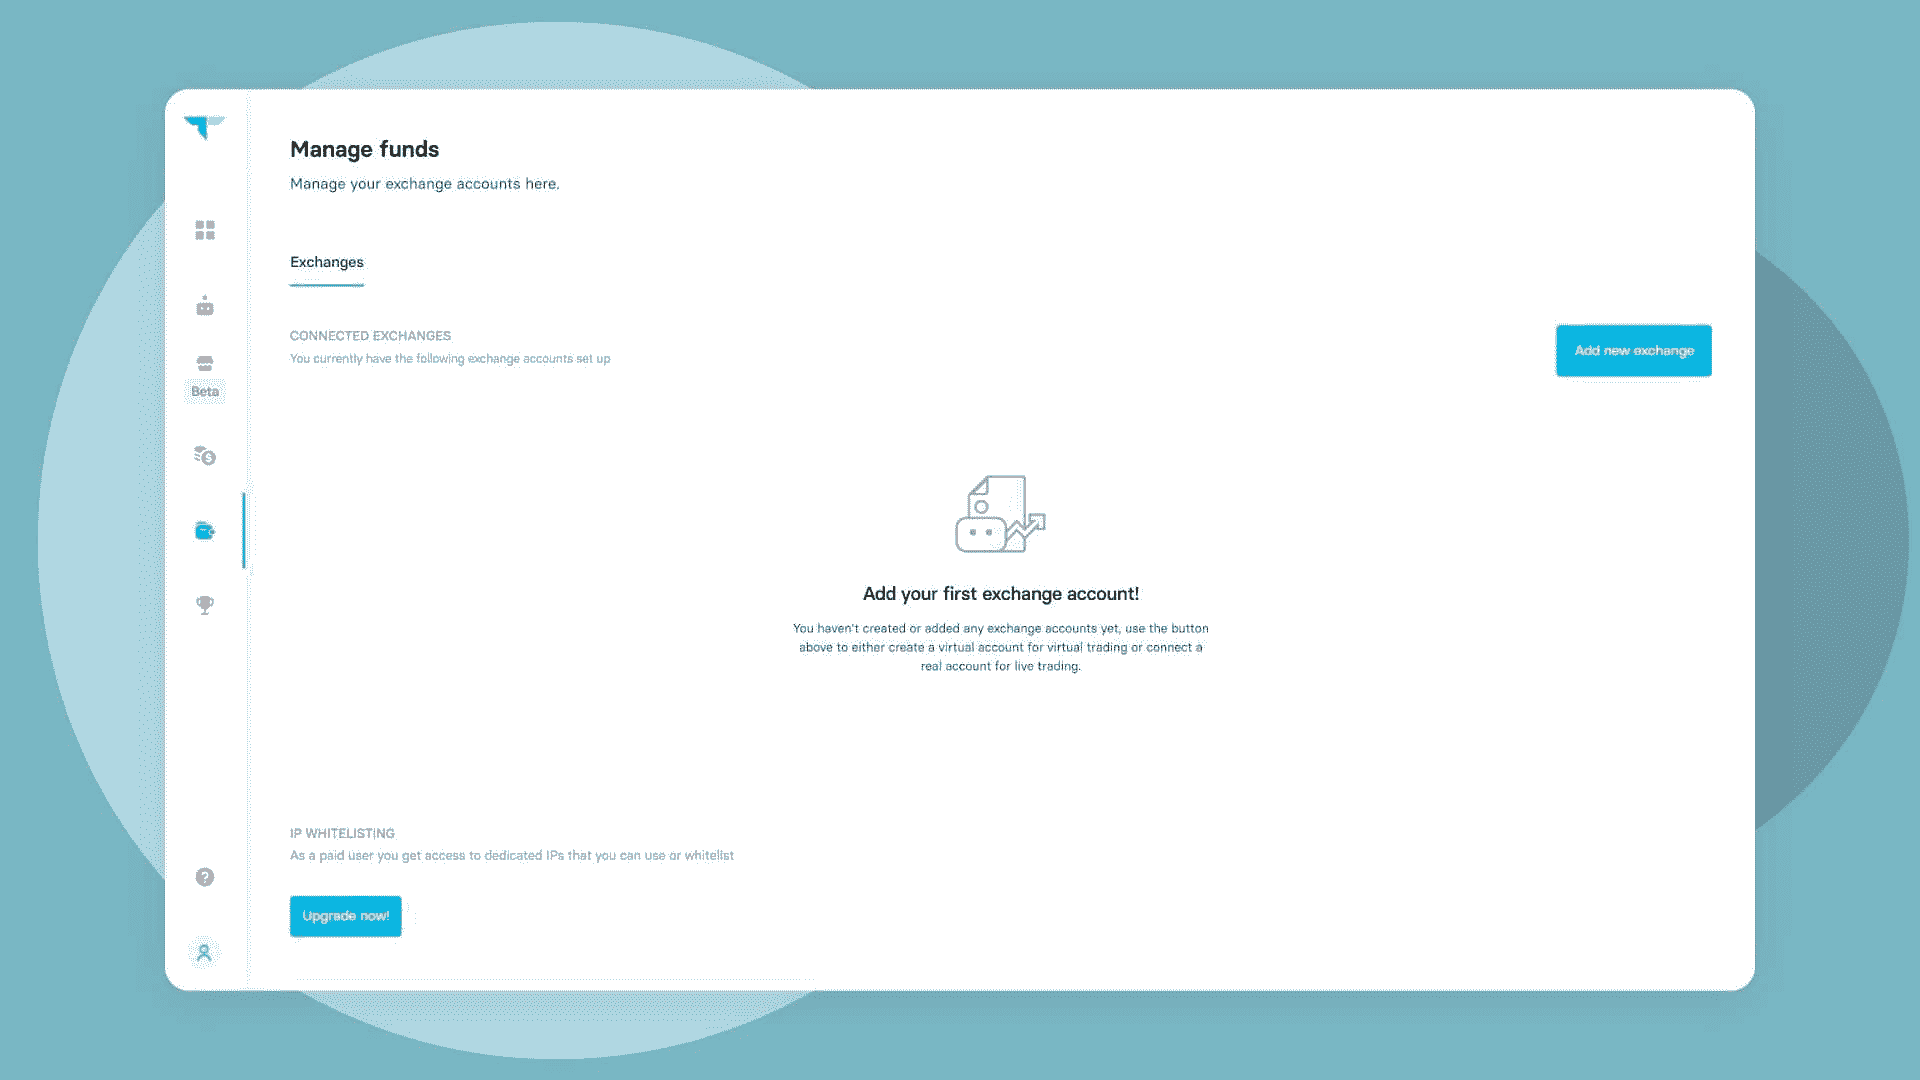 Manage funds
Manage your exchange accounts here.
Exchanges
CONNECTED EXCHANGES
You currently have the following exchange accounts set up
Add new exchange
Beta
Add your first exchange account!
You haven't created or added any exchange accounts yet, use the button
above to either create a virtual account for virtual trading or connect a
real account for live trading.
IP WHITELISTING
As a paid user you get access to dedicated IPs that you can use or whitelist
Upgrade now!